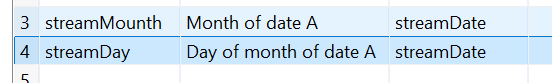 3 streamMounth Month of date A streamDate
4 streamDay Day of month of date A streamDate
5